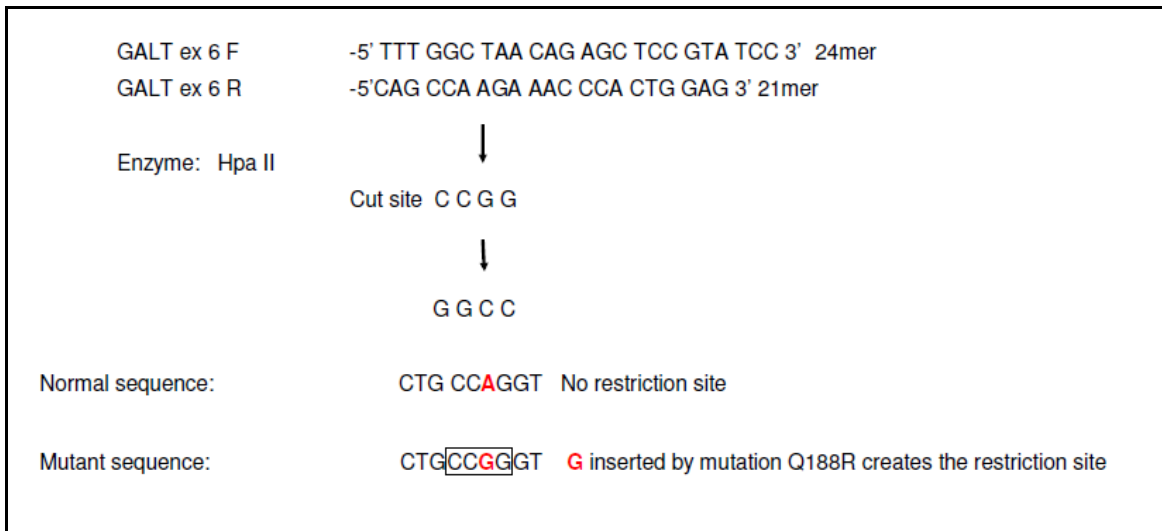 GALT ex 6 F -5' TTT GGC TAA CAG AGC TCC GTA TCC 3' 24mer
GALT ex 6 R -5'CAG CCA AGA AAC CCA CTG GAG 3' 21mer
Enzyme: Hpa II
Cut site C C G G
G G C C
Normal sequence: CTG CCAGGT No restriction site
Mutant sequence: CTGCCGGGT G inserted by mutation Q188R creates the restriction site